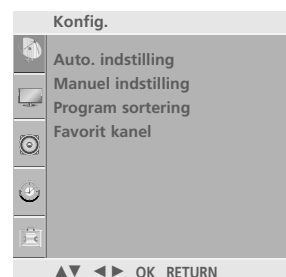 Konfig.
Auto. indstilling
Manuel indstilling
Program sortering
Favorit kanel
▲▼ ◀▶ OK RETURN